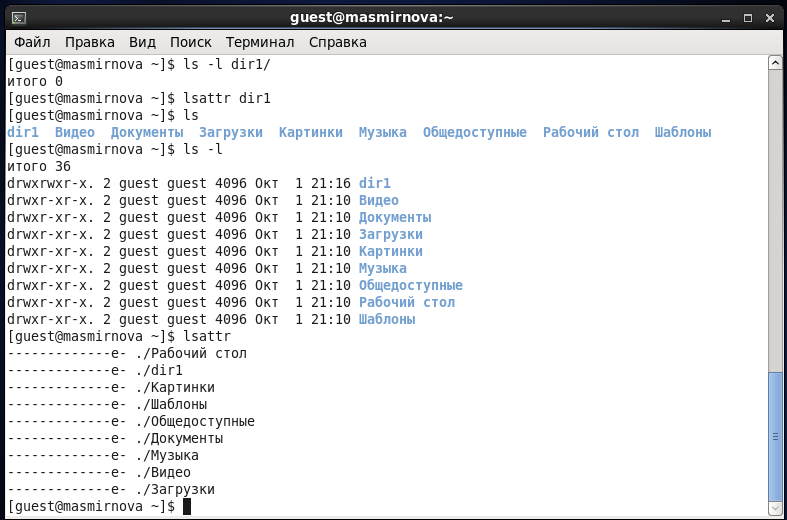 guest@masmirnova:~
Файл Правка Вид Поиск Терминал Справка
[guest@masmirnova ~]$ ls -l dir1/
итого 0
[guest@masmirnova ~]$ lsattr dir1
[guest@masmirnova ~]$ ls
dir1  Видео  Документы  Загрузки  Картинки  Музыка  Общедоступные  Рабочий стол  Шаблоны
[guest@masmirnova ~]$ ls -l
итого 36
drwxrwxr-x. 2 guest guest 4096 Окт  1 21:16 dir1
drwxr-xr-x. 2 guest guest 4096 Окт  1 21:10 Видео
drwxr-xr-x. 2 guest guest 4096 Окт  1 21:10 Документы
drwxr-xr-x. 2 guest guest 4096 Окт  1 21:10 Загрузки
drwxr-xr-x. 2 guest guest 4096 Окт  1 21:10 Картинки
drwxr-xr-x. 2 guest guest 4096 Окт  1 21:10 Музыка
drwxr-xr-x. 2 guest guest 4096 Окт  1 21:10 Общедоступные
drwxr-xr-x. 2 guest guest 4096 Окт  1 21:10 Рабочий стол
drwxr-xr-x. 2 guest guest 4096 Окт  1 21:10 Шаблоны
[guest@masmirnova ~]$ lsattr
-------------e- ./Рабочий стол
-------------e- ./dir1
-------------e- ./Картинки
-------------e- ./Шаблоны
-------------e- ./Общедоступные
-------------e- ./Документы
-------------e- ./Музыка
-------------e- ./Видео
-------------e- ./Загрузки
[guest@masmirnova ~]$